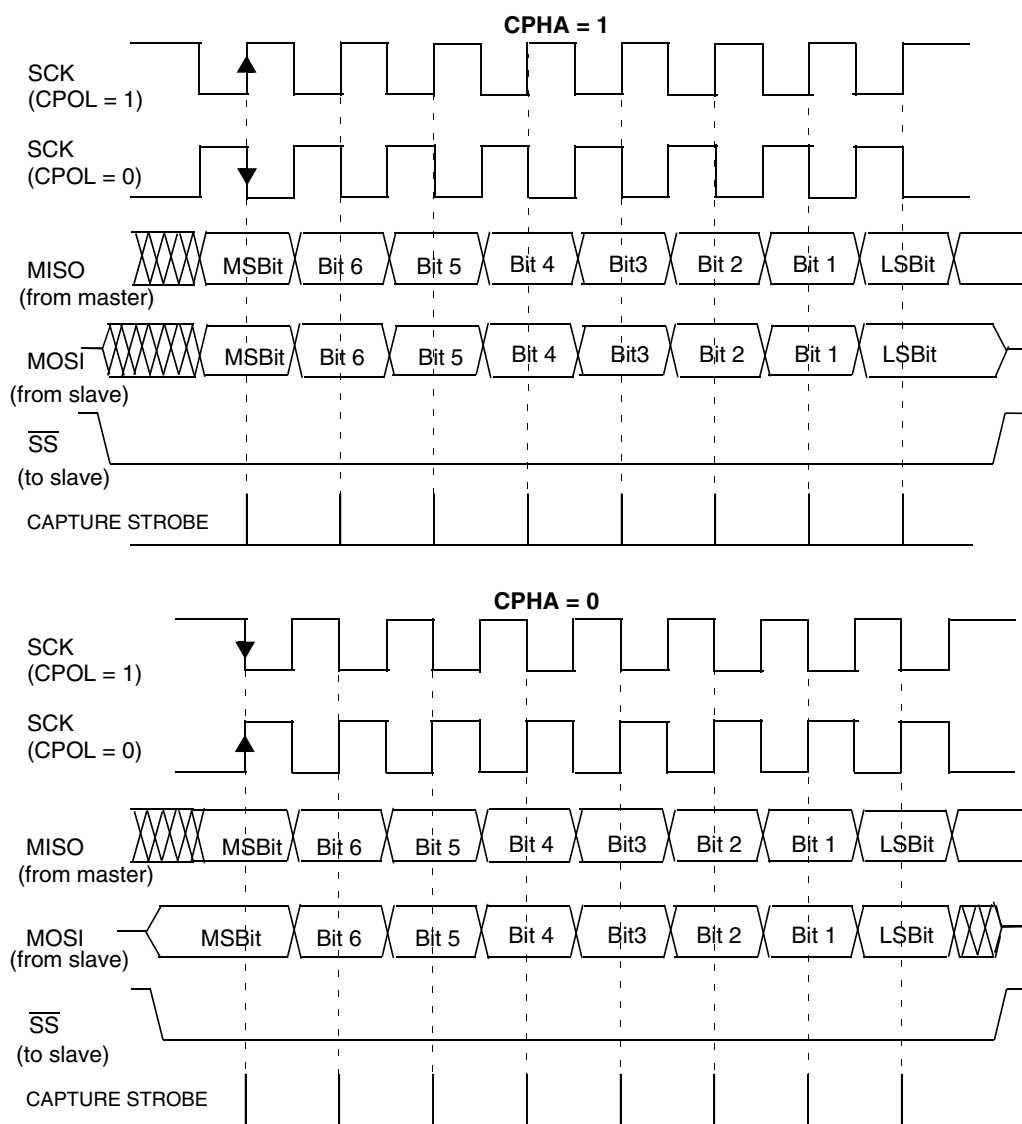 CPHA = 1
SCK
(CPOL = 1)
SCK
(CPOL = 0)
MISO
(from master)
MSBit Bit 6 Bit 5 Bit 4 Bit3 Bit 2 Bit 1 LSBit
MOSI
(from slave)
MSBit Bit 6 Bit 5 Bit 4 Bit3 Bit 2 Bit 1 LSBit
SS
(to slave)
CAPTURE STROBE
CPHA = 0
SCK
(CPOL = 1)
SCK
(CPOL = 0)
MISO
(from master)
MSBit Bit 6 Bit 5 Bit 4 Bit3 Bit 2 Bit 1 LSBit
MOSI
(from slave)
MSBit Bit 6 Bit 5 Bit 4 Bit3 Bit 2 Bit 1 LSBit
SS
(to slave)
CAPTURE STROBE